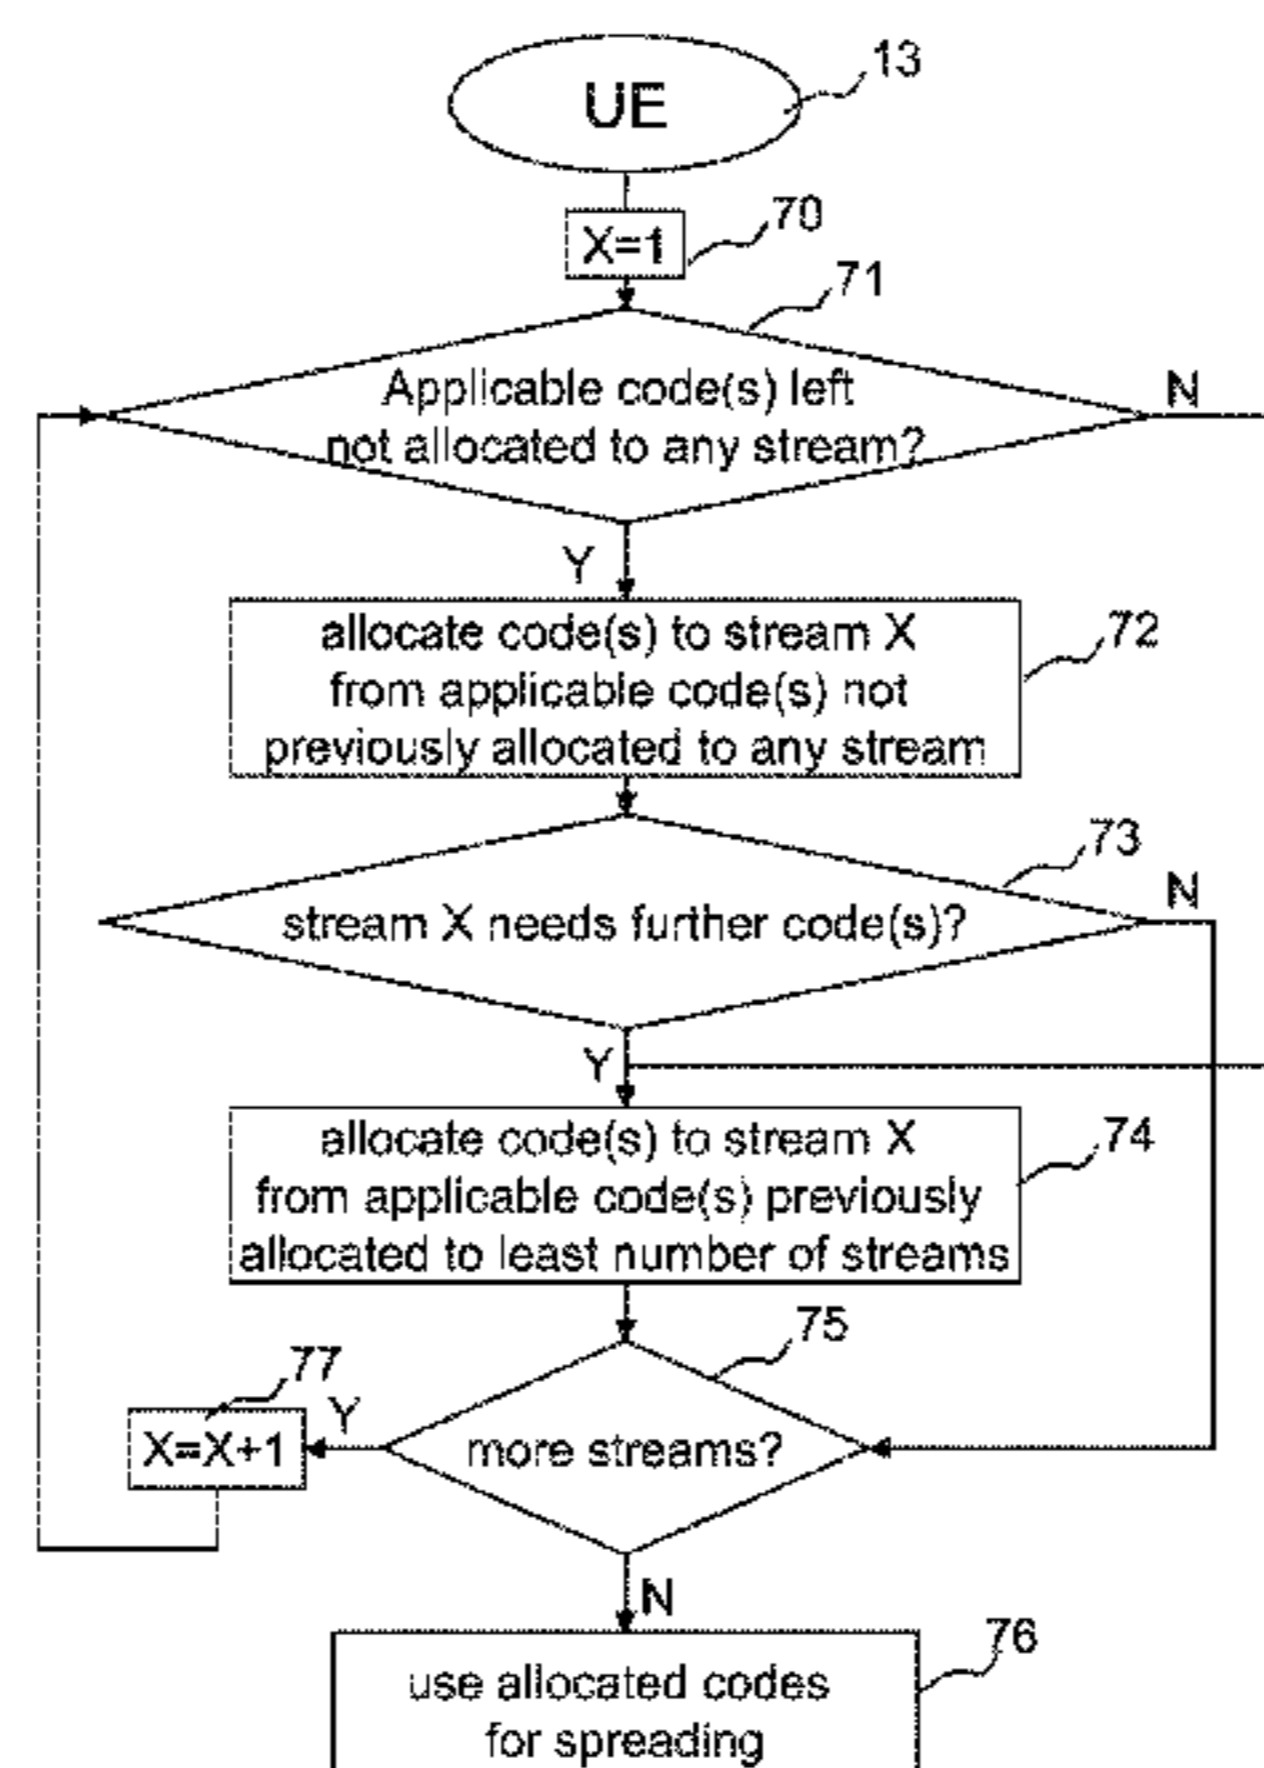 UE
13
X=1
70
71
Applicable code(s) left
not allocated to any stream?
N
Y
allocate code(s) to stream X
from applicable code(s) not
previously allocated to any stream
72
73
stream X needs further code(s)?
N
Y
allocate code(s) to stream X
from applicable code(s) previously
allocated to least number of streams
74
75
more streams?
Y
77
X=X+1
N
76
use allocated codes
for spreading